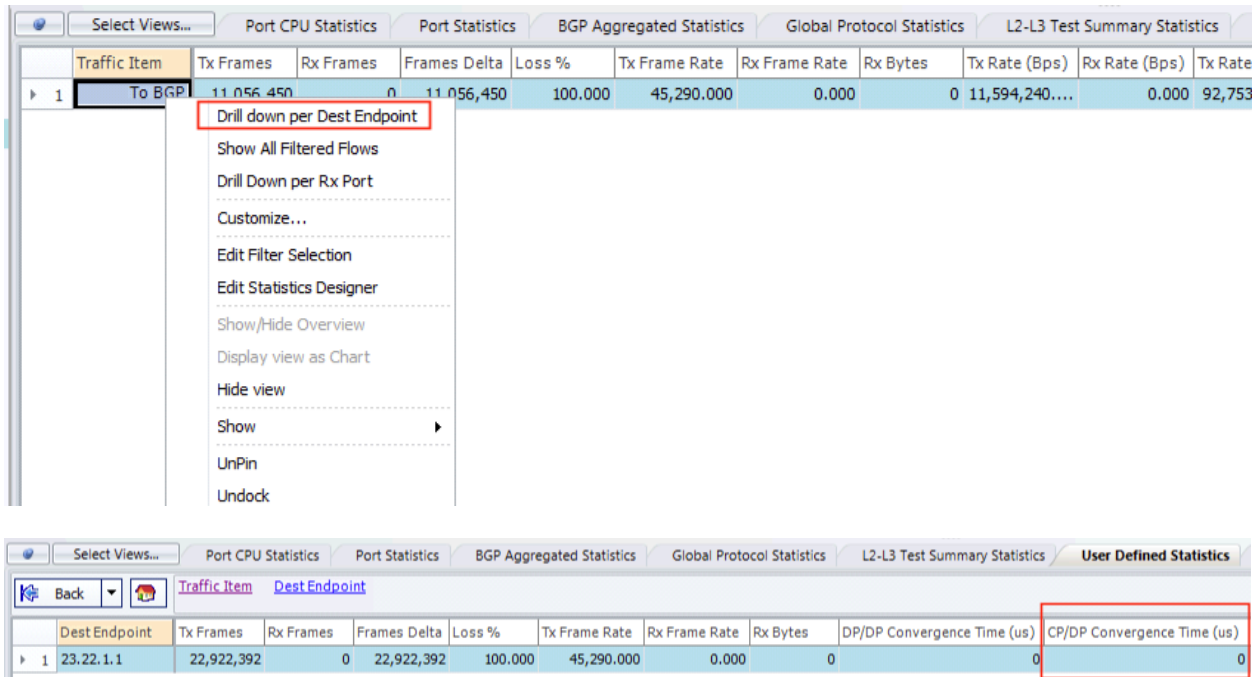 Select Views... Port CPU Statistics Port Statistics BGP Aggregated Statistics Global Protocol Statistics L2-L3 Test Summary Statistics
Traffic Item Tx Frames Rx Frames Frames Delta Loss % Tx Frame Rate Rx Frame Rate Rx Bytes Tx Rate (Bps) Rx Rate (Bps) Tx Rate
1 To BGP 11,056,450 0 11,056,450 100.000 45,290.000 0.000 0 11,594,240.... 0.000 92,753
Drill down per Dest Endpoint
Show All Filtered Flows
Drill Down per Rx Port
Customize...
Edit Filter Selection
Edit Statistics Designer
Show/Hide Overview
Display view as Chart
Hide view
Show
UnPin
Undock
Select Views... Port CPU Statistics Port Statistics BGP Aggregated Statistics Global Protocol Statistics L2-L3 Test Summary Statistics User Defined Statistics
Back Traffic Item Dest Endpoint
Dest Endpoint Tx Frames Rx Frames Frames Delta Loss % Tx Frame Rate Rx Frame Rate Rx Bytes DP/DP Convergence Time (us) CP/DP Convergence Time (us)
1 23.22.1.1 22,922,392 0 22,922,392 100.000 45,290.000 0.000 0 0 0